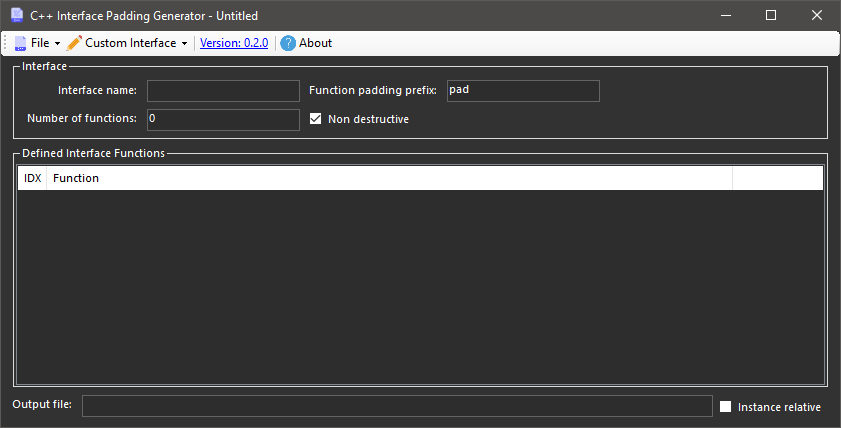 C++ Interface Padding Generator - Untitled
File Custom Interface Version: 0.2.0 ? About
Interface
Interface name: Function padding prefix: pad
Number of functions: 0 Non destructive
Defined Interface Functions
IDX Function
Output file: Instance relative